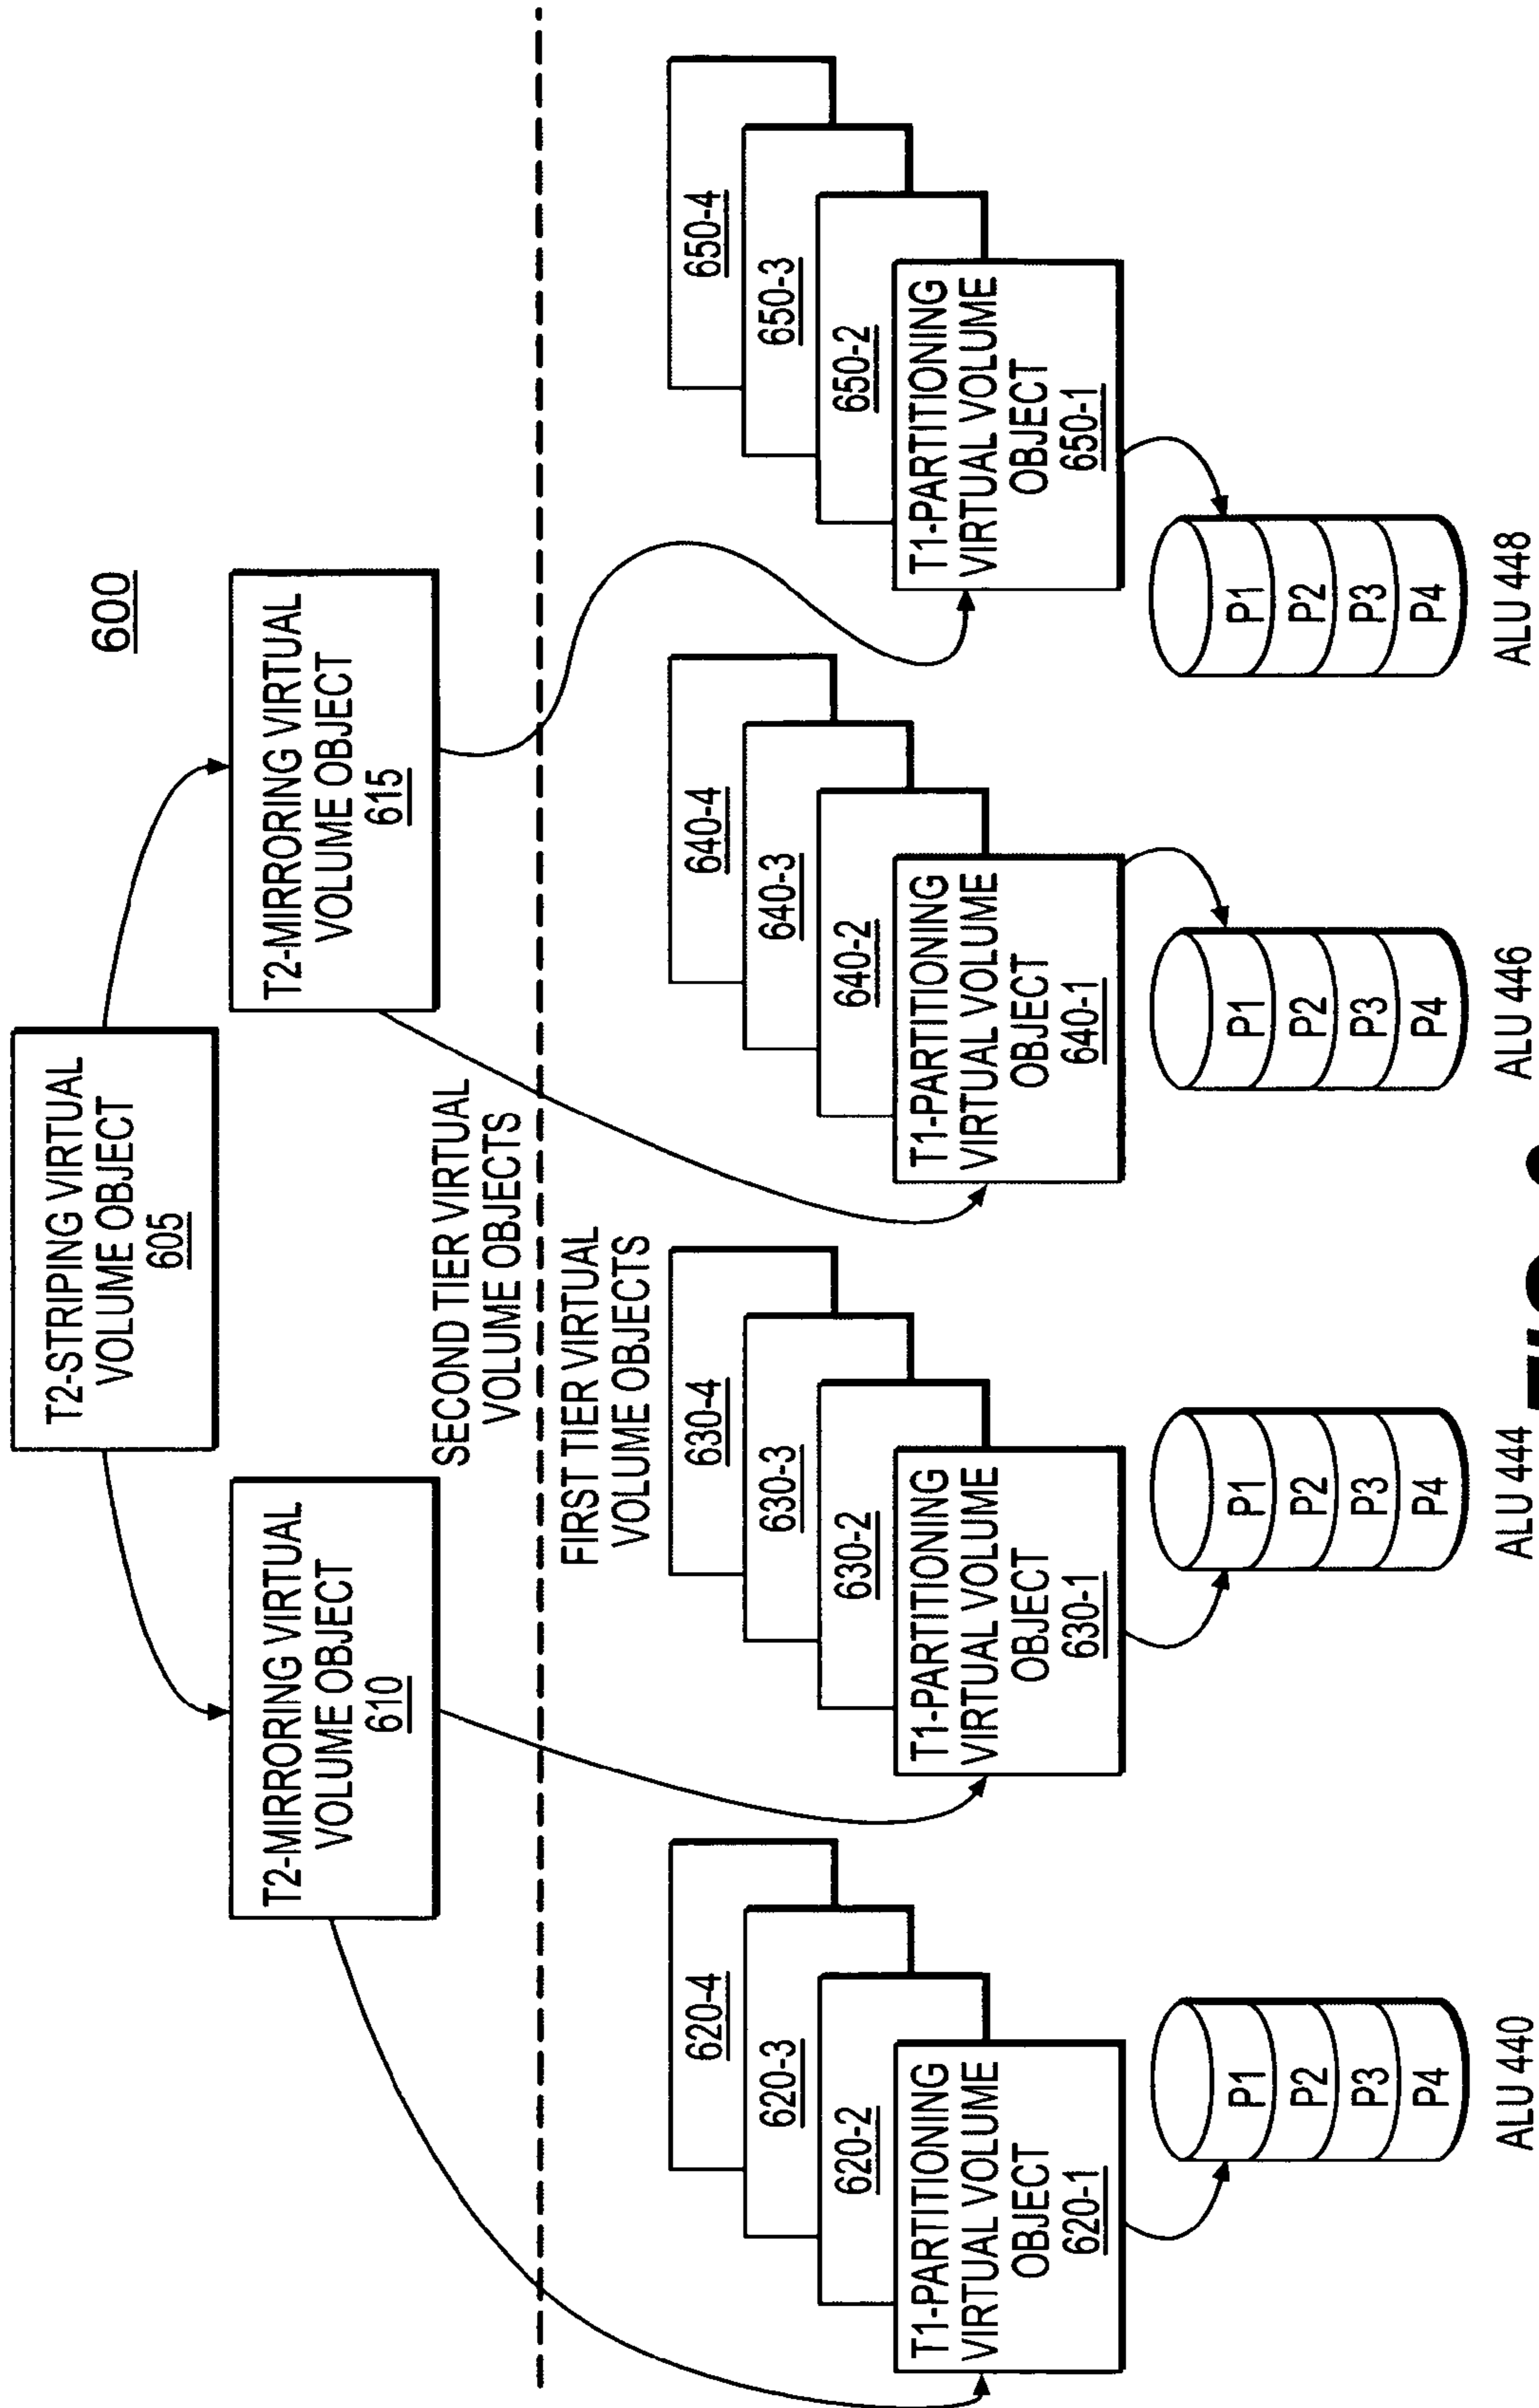 600
T2-STRIPING VIRTUAL
VOLUME OBJECT
605
T2-MIRRORING VIRTUAL
VOLUME OBJECT
610
T2-MIRRORING VIRTUAL
VOLUME OBJECT
615
SECOND TIER VIRTUAL
VOLUME OBJECTS
FIRST TIER VIRTUAL
VOLUME OBJECTS
620-4
620-3
620-2
T1-PARTITIONING
VIRTUAL VOLUME
OBJECT
620-1
630-4
630-3
630-2
T1-PARTITIONING
VIRTUAL VOLUME
OBJECT
630-1
640-4
640-3
640-2
T1-PARTITIONING
VIRTUAL VOLUME
OBJECT
640-1
650-4
650-3
650-2
T1-PARTITIONING
VIRTUAL VOLUME
OBJECT
650-1
P1
P2
P3
P4
ALU 440
P1
P2
P3
P4
ALU 444
P1
P2
P3
P4
ALU 446
P1
P2
P3
P4
ALU 448